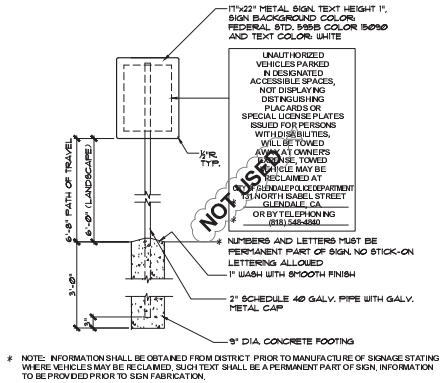 17"x22" METAL SIGN. TEXT HEIGHT 1",
SIGN BACKGROUND COLOR:
FEDERAL STD. 595B COLOR 15090
AND TEXT COLOR: WHITE
UNAUTHORIZED
VEHICLES PARKED
IN DESIGNATED
ACCESSIBLE SPACES,
NOT DISPLAYING
DISTINGUISHING
PLACARDS OR
SPECIAL LICENSE PLATES
ISSUED FOR PERSONS
WITH DISABILITIES,
WILL BE TOWED
AWAY AT OWNER'S
EXPENSE, TOWED
VEHICLE MAY BE
RECLAIMED AT
CITY OF GLENDALE POLICE DEPARTMENT
131 NORTH ISABEL STREET
GLENDALE, CA
OR BY TELEPHONING
(818) 548-4840
NOT USED
½"R
TYP.
6'-8" PATH OF TRAVEL
6'-0" (LANDSCAPE)
3'-0"
3"
* NUMBERS AND LETTERS MUST BE
PERMANENT PART OF SIGN. NO STICK-ON
LETTERING ALLOWED
1" WASH WITH SMOOTH FINISH
2" SCHEDULE 40 GALV. PIPE WITH GALV.
METAL CAP
9" DIA. CONCRETE FOOTING
* NOTE: INFORMATION SHALL BE OBTAINED FROM DISTRICT PRIOR TO MANUFACTURE OF SIGNAGE STATING
WHERE VEHICLES MAY BE RECLAIMED, SUCH TEXT SHALL BE A PERMANENT PART OF SIGN, INFORMATION
TO BE PROVIDED PRIOR TO SIGN FABRICATION.